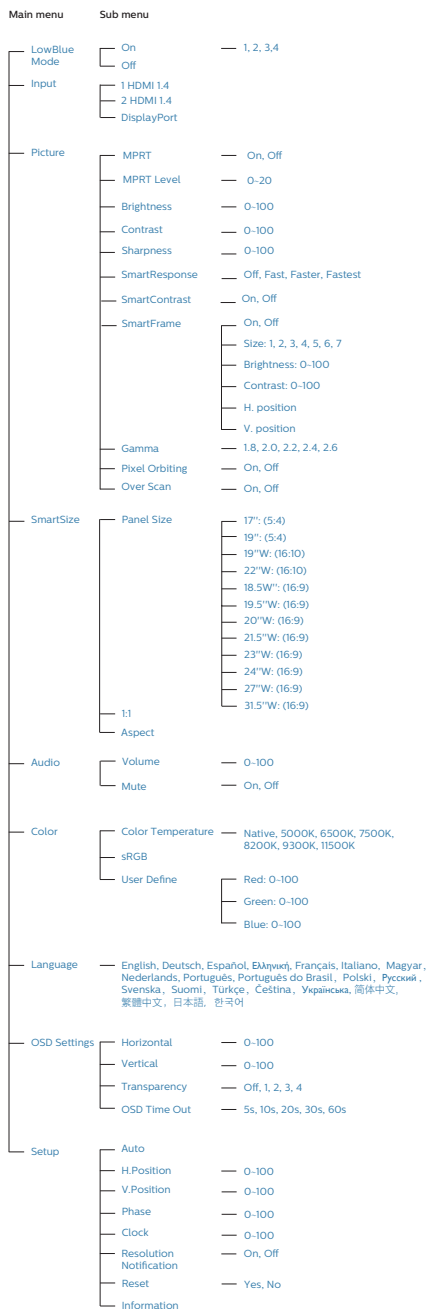 Main menu Sub menu
LowBlue Mode On 1, 2, 3,4
Off
Input 1 HDMI 1.4
2 HDMI 1.4
DisplayPort
Picture MPRT On, Off
MPRT Level 0~20
Brightness 0~100
Contrast 0~100
Sharpness 0~100
SmartResponse Off, Fast, Faster, Fastest
SmartContrast On, Off
SmartFrame On, Off
Size: 1, 2, 3, 4, 5, 6, 7
Brightness: 0~100
Contrast: 0~100
H. position
V. position
Gamma 1.8, 2.0, 2.2, 2.4, 2.6
Pixel Orbiting On, Off
Over Scan On, Off
SmartSize Panel Size 17": (5:4)
19": (5:4)
19"W: (16:10)
22"W: (16:10)
18.5W": (16:9)
19.5"W: (16:9)
20"W: (16:9)
21.5"W: (16:9)
23"W: (16:9)
24"W: (16:9)
27"W: (16:9)
31.5"W: (16:9)
1:1
Aspect
Audio Volume 0~100
Mute On, Off
Color Color Temperature Native, 5000K, 6500K, 7500K,
8200K, 9300K, 11500K
sRGB
User Define Red: 0~100
Green: 0~100
Blue: 0~100
Language English, Deutsch, Español, Ελληνική, Français, Italiano, Magyar,
Nederlands, Português, Português do Brasil, Polski, Русский,
Svenska, Suomi, Türkçe, Čeština, Українська, 简体中文,
繁體中文, 日本語, 한국어
OSD Settings Horizontal 0~100
Vertical 0~100
Transparency Off, 1, 2, 3, 4
OSD Time Out 5s, 10s, 20s, 30s, 60s
Setup Auto
H.Position 0~100
V.Position 0~100
Phase 0~100
Clock 0~100
Resolution Notification On, Off
Reset Yes, No
Information